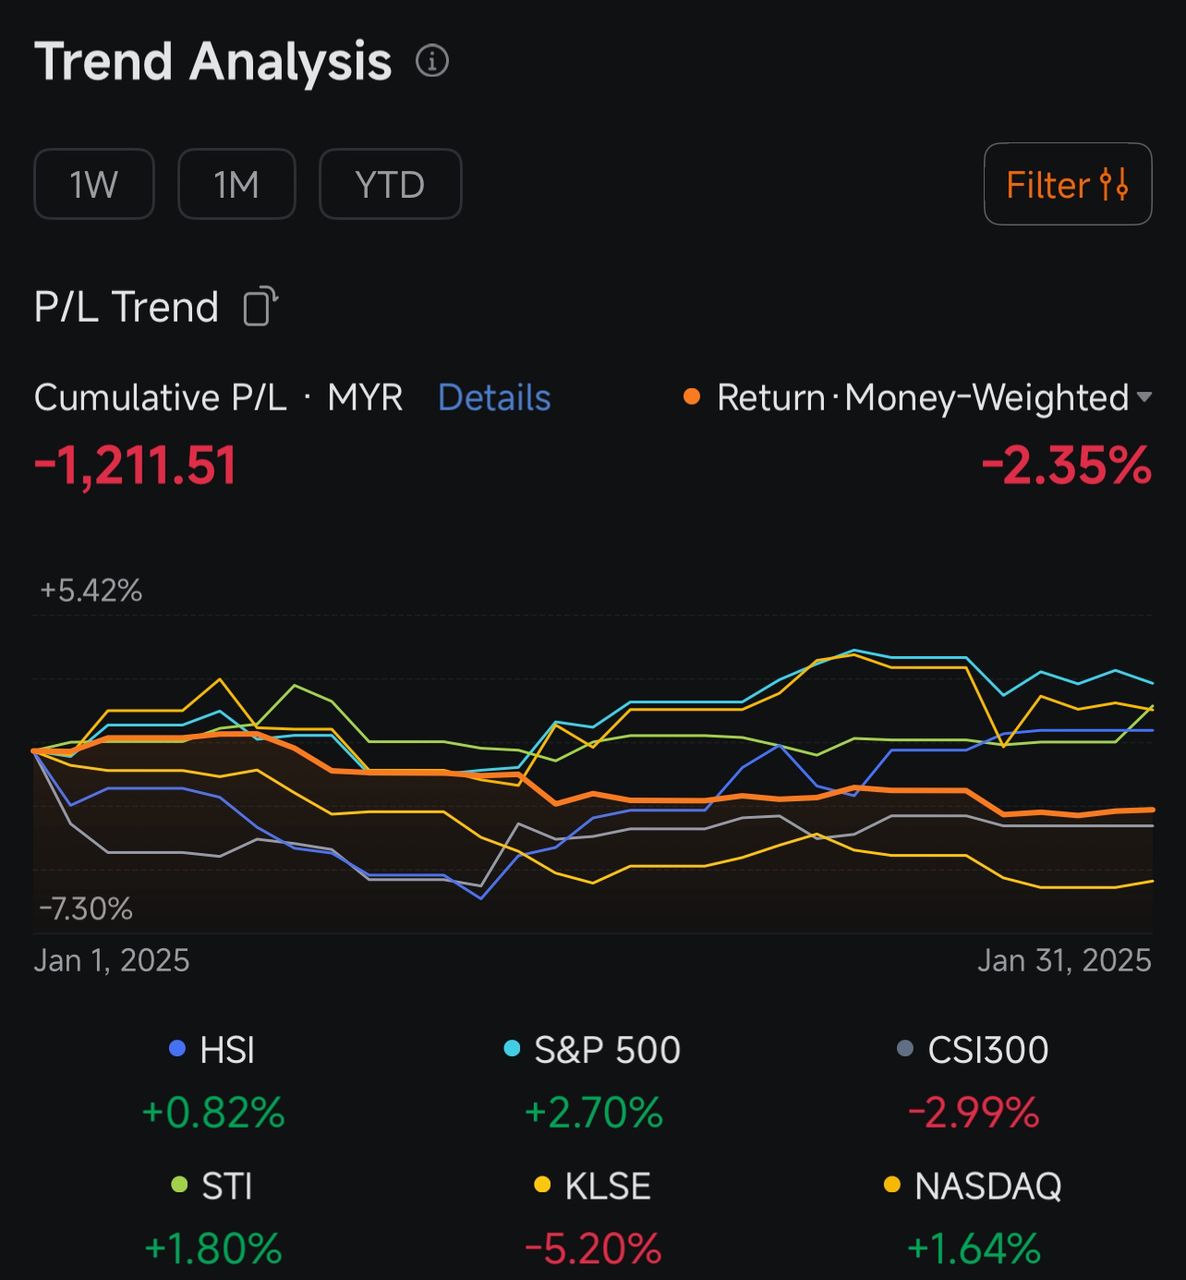 Trend Analysis
1W 1M YTD Filter
P/L Trend
Cumulative P/L · MYR Details Return·Money-Weighted
-1,211.51 -2.35%
+5.42%
-7.30%
Jan 1, 2025 Jan 31, 2025
HSI S&P 500 CSI300
+0.82% +2.70% -2.99%
STI KLSE NASDAQ
+1.80% -5.20% +1.64%